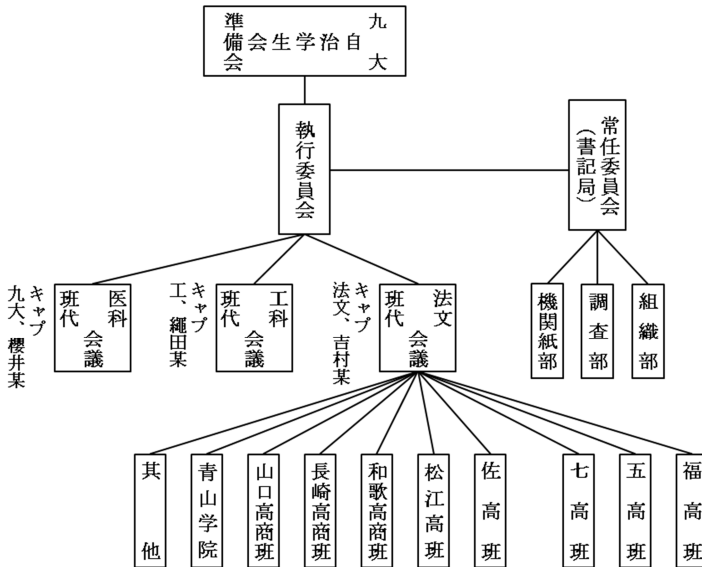 九大
自治学生会
準備会
執行委員会
常任委員会
（書記局）
組織部
調査部
機関紙部
法文
班代
会議
キャプ
法文、吉村某
工科
班代
会議
キャプ
工、繩田某
医科
班代
会議
キャプ
九大、櫻井某
福高班
五高班
七高班
佐高班
松江高班
和歌高商班
長崎高商班
山口高商班
青山学院
其他